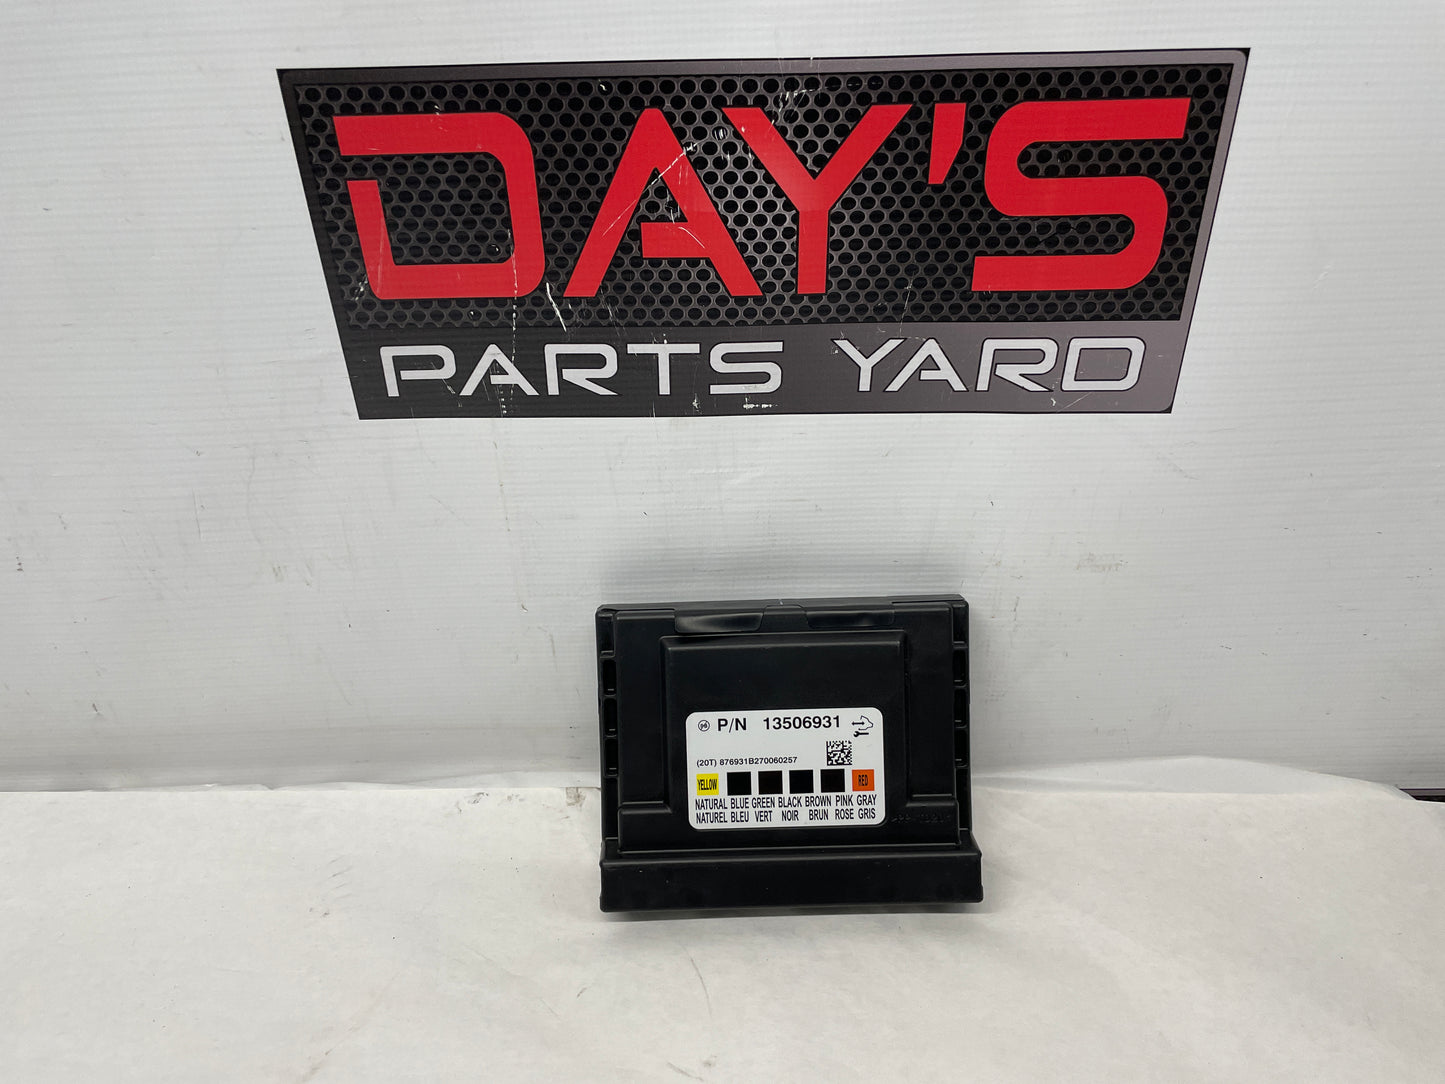 DAY'S
PARTS YARD
P/N 13506931
(20T) 876931B270060257
YELLOW RED
NATURAL BLUE GREEN BLACK BROWN PINK GRAY
NATUREL BLEU VERT NOIR BRUN ROSE GRIS